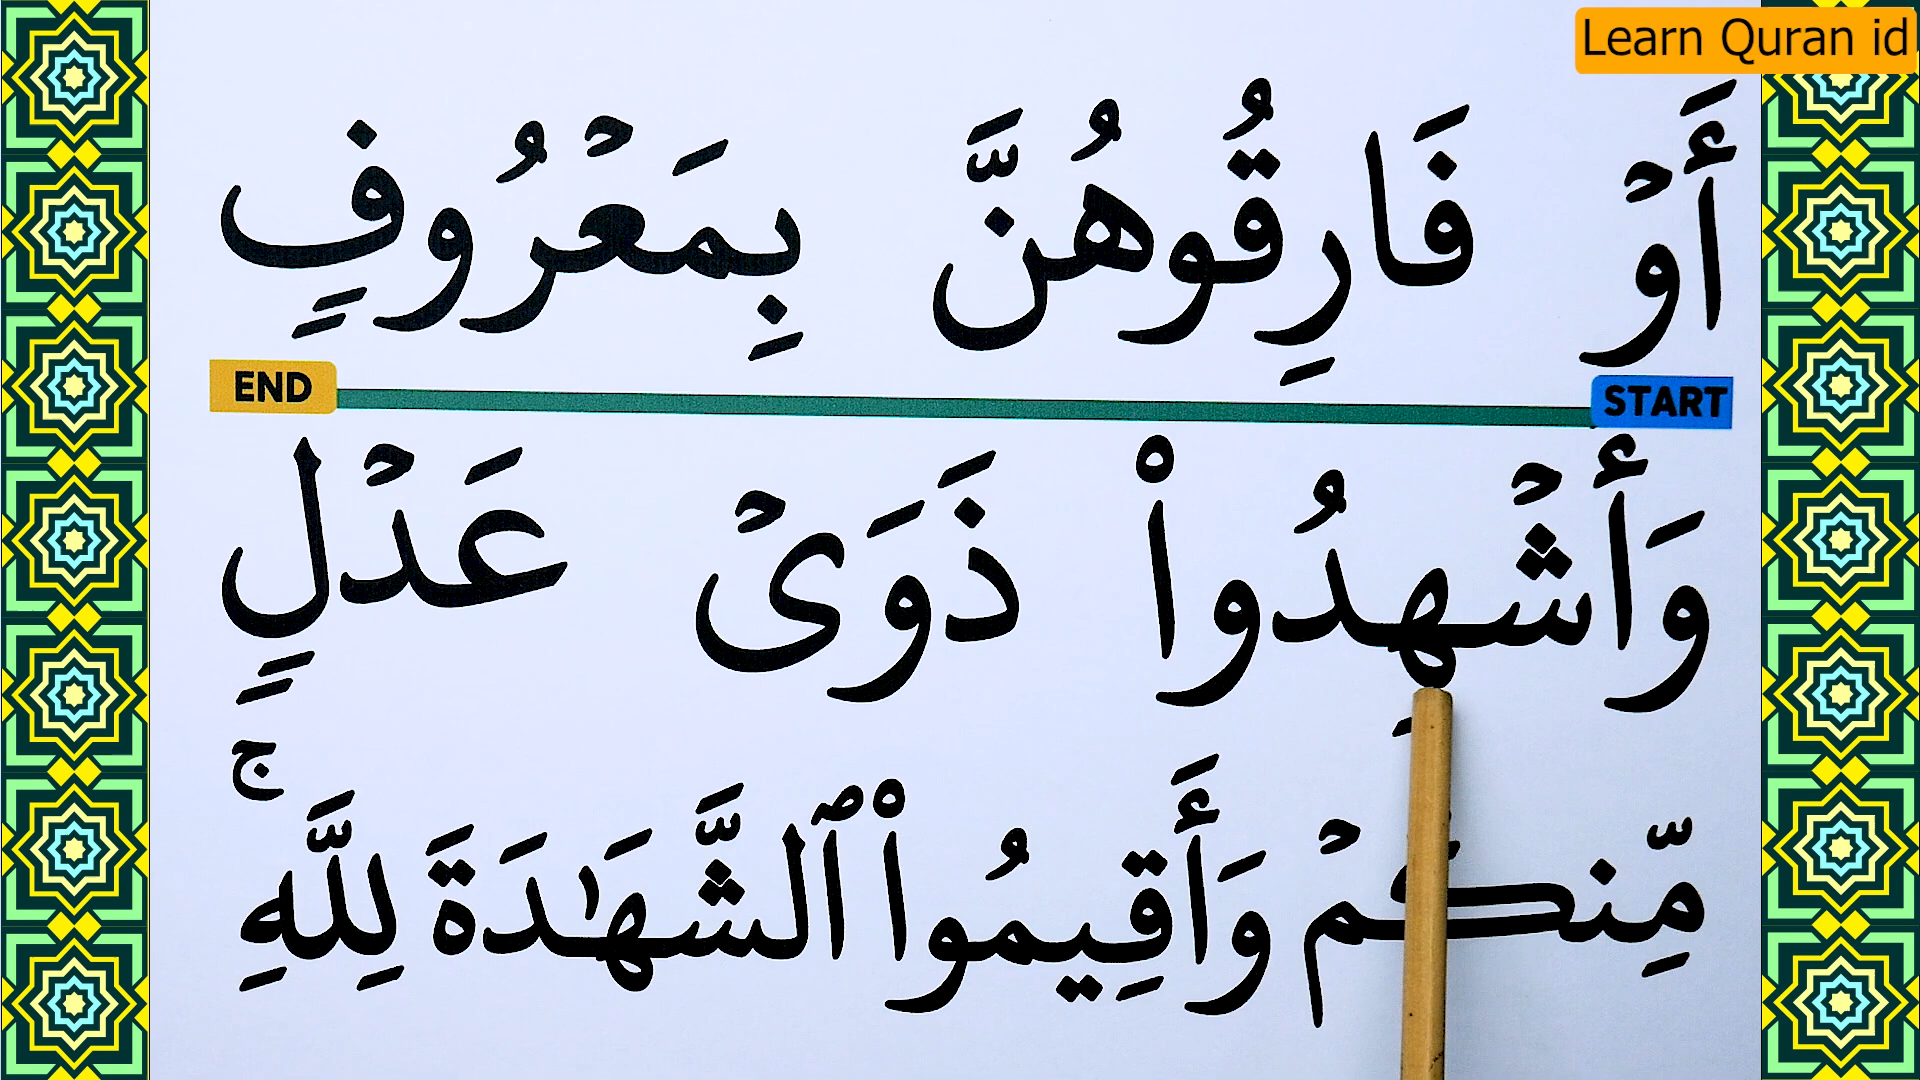 Learn Quran id
أَوۡ فَارِقُوهُنَّ بِمَعۡرُوفٍ
END START
وَأَشۡهِدُواْ ذَوَىۡ عَدۡلٍ
مِّنكُمۡ وَأَقِيمُواْ ٱلشَّهَٰدَةَ لِلَّهِۚ